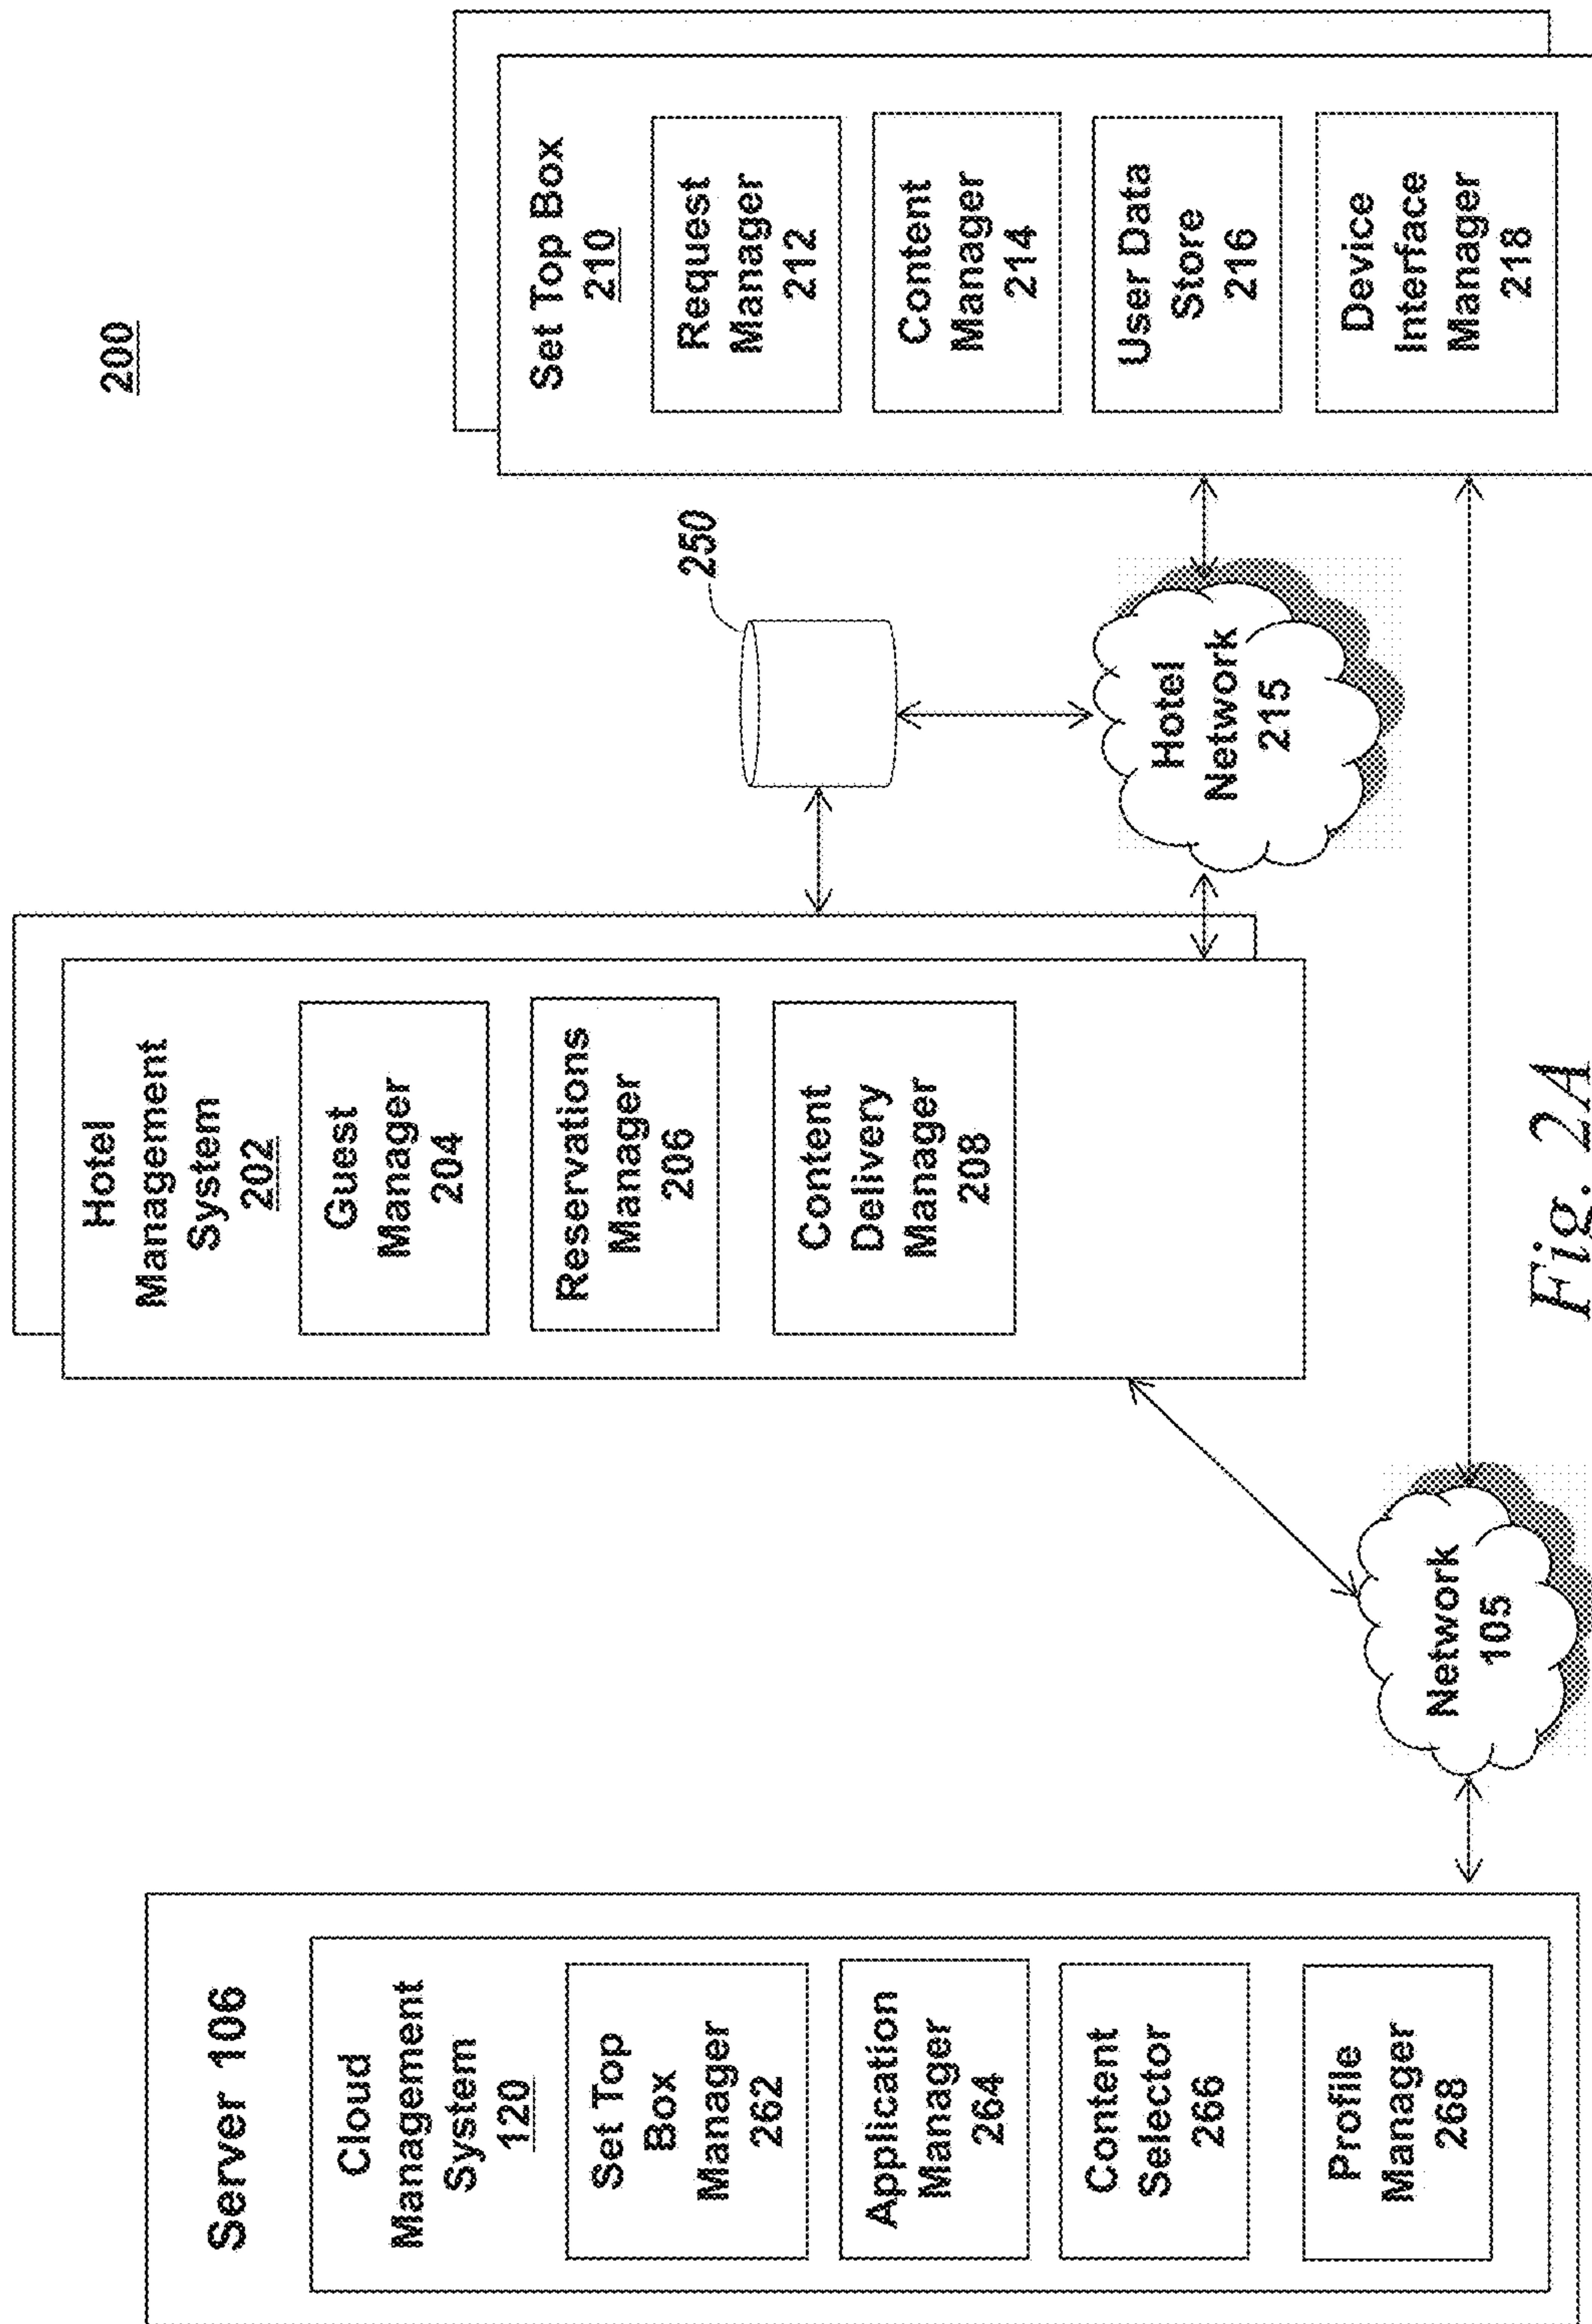 200
Server 106
Cloud
Management
System
120
Set Top
Box
Manager
262
Application
Manager
264
Content
Selector
266
Profile
Manager
268
Network
105
Hotel
Management
System
202
Guest
Manager
204
Reservations
Manager
206
Content
Delivery
Manager
208
250
Hotel
Network
215
Set Top Box
210
Request
Manager
212
Content
Manager
214
User Data
Store
216
Device
Interface
Manager
218
Fig. 2A